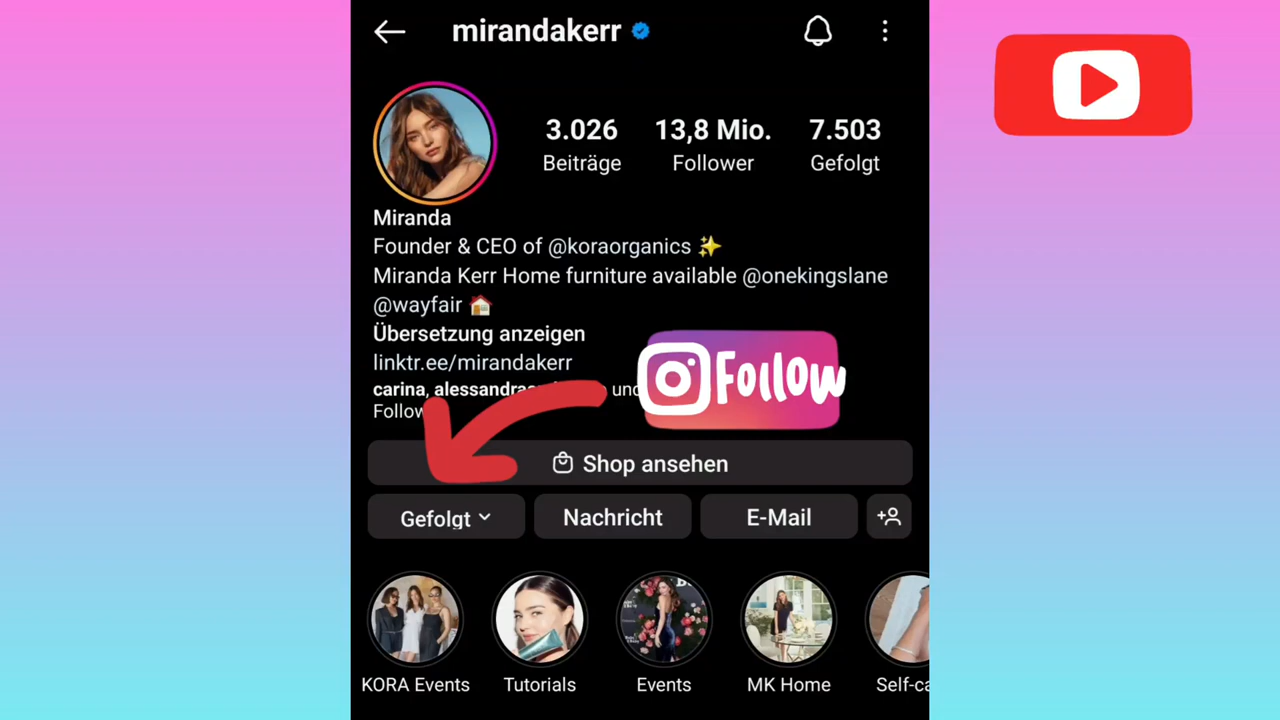 mirandakerr
3.026 13,8 Mio. 7.503
Beiträge Follower Gefolgt
Miranda
Founder & CEO of @koraorganics ✨
Miranda Kerr Home furniture available @onekingslane
@wayfair 🏠
Übersetzung anzeigen
linktr.ee/mirandakerr
carina, und
Follow
Shop ansehen
Gefolgt Nachricht E-Mail
KORA Events Tutorials Events MK Home